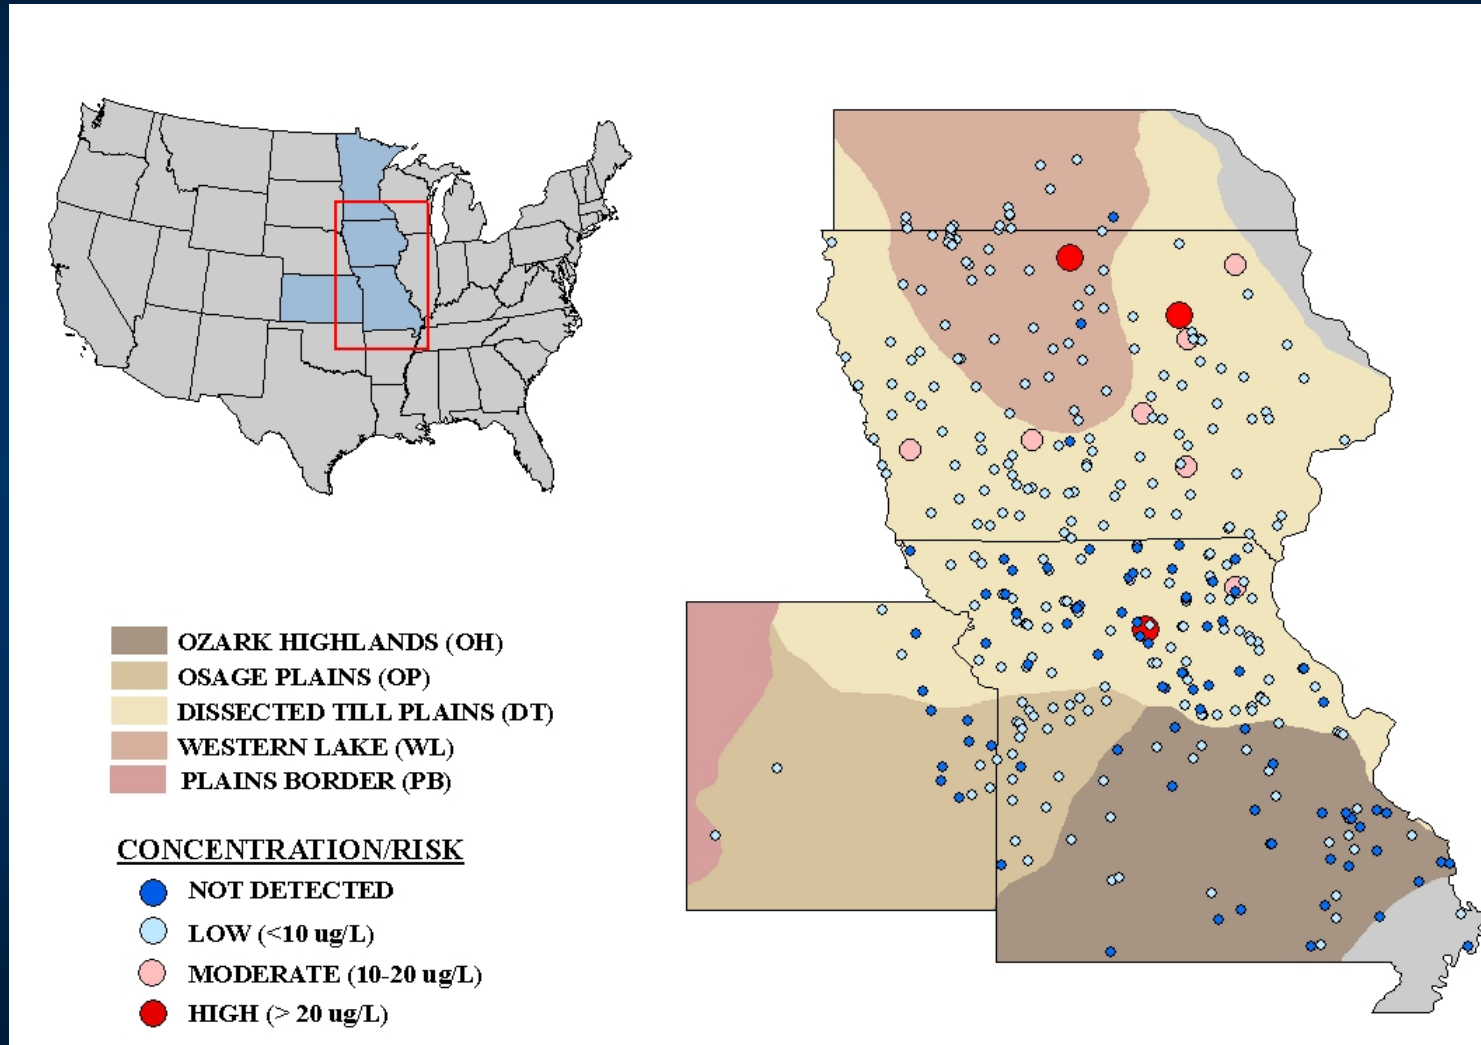 OZARK HIGHLANDS (OH)
OSAGE PLAINS (OP)
DISSECTED TILL PLAINS (DT)
WESTERN LAKE (WL)
PLAINS BORDER (PB)
CONCENTRATION/RISK
NOT DETECTED
LOW (<10 ug/L)
MODERATE (10-20 ug/L)
HIGH (> 20 ug/L)